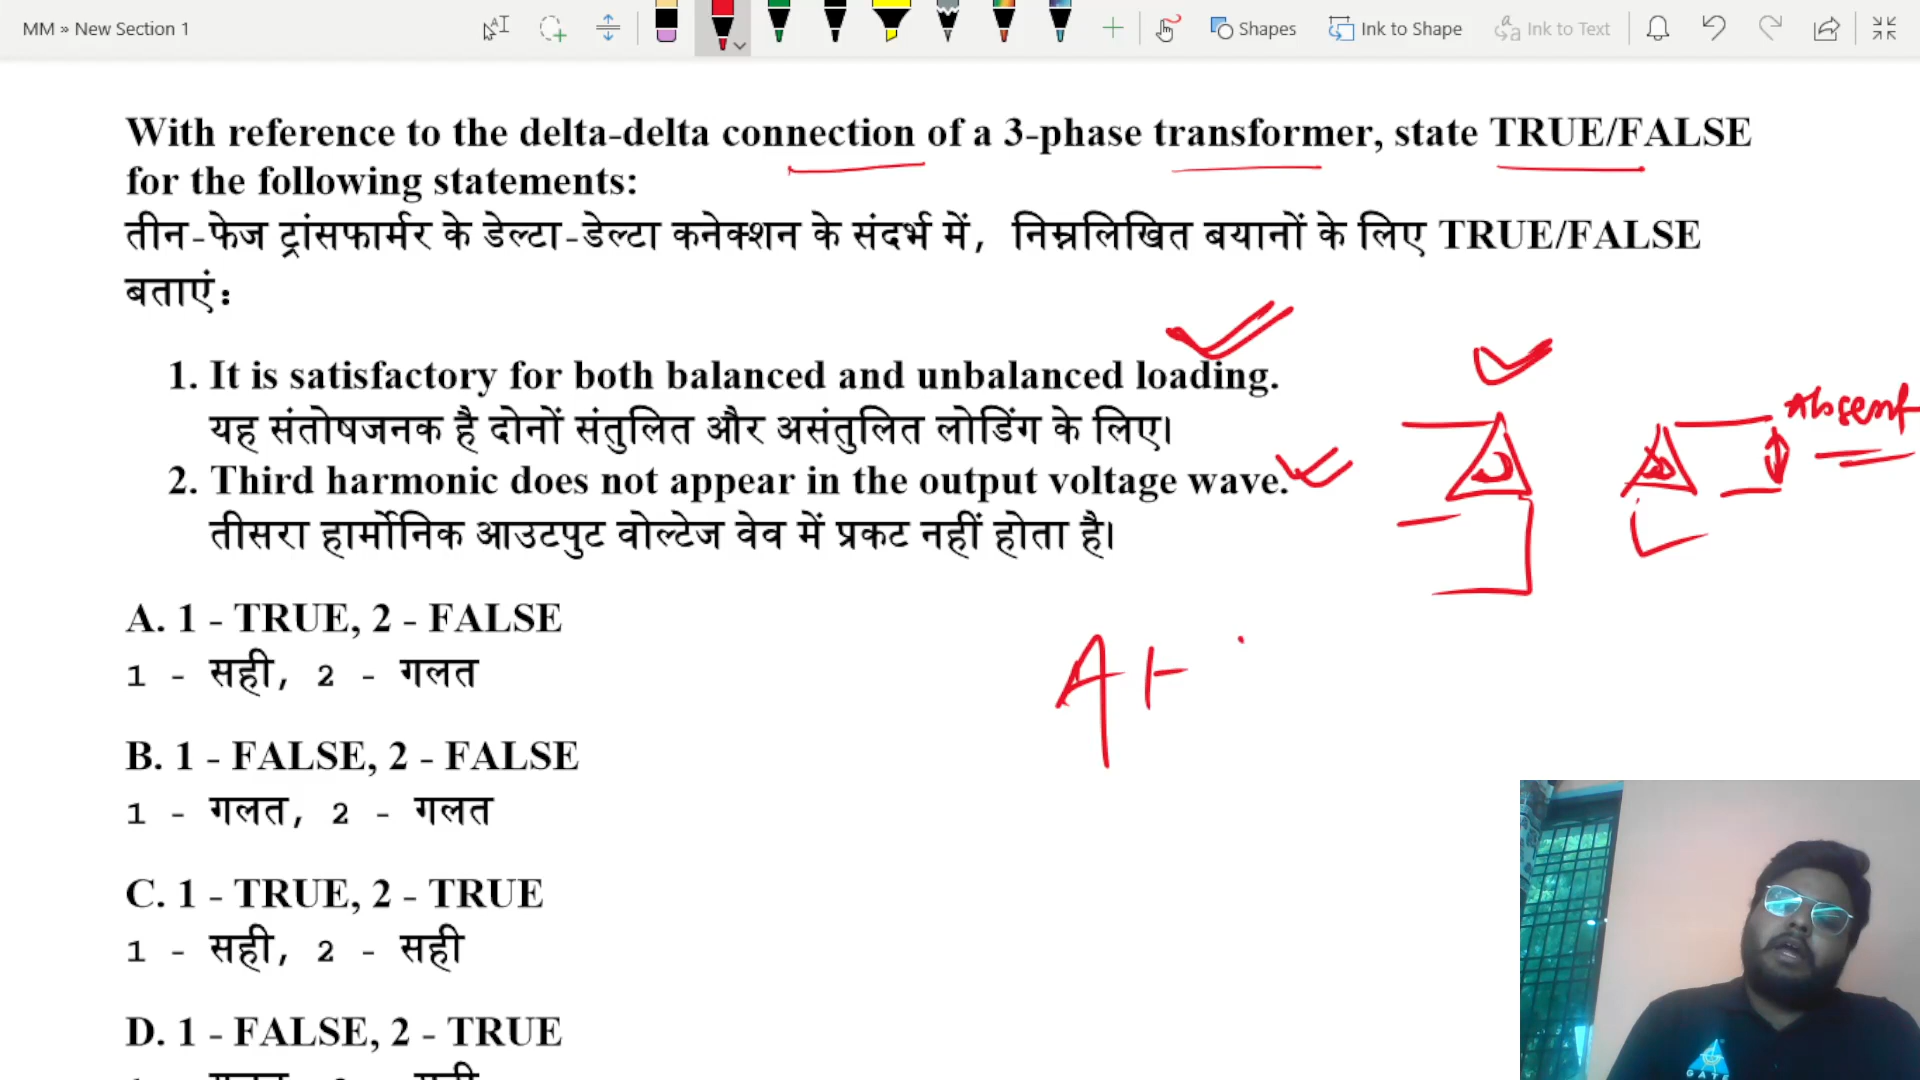 MM » New Section 1
Shapes
Ink to Shape
Ink to Text
With reference to the delta-delta connection of a 3-phase transformer, state TRUE/FALSE
for the following statements:
तीन-फेज ट्रांसफार्मर के डेल्टा-डेल्टा कनेक्शन के संदर्भ में, निम्नलिखित बयानों के लिए TRUE/FALSE
बताएं:
1. It is satisfactory for both balanced and unbalanced loading.
यह संतोषजनक है दोनों संतुलित और असंतुलित लोडिंग के लिए।
Absent
2. Third harmonic does not appear in the output voltage wave.
तीसरा हार्मोनिक आउटपुट वोल्टेज वेव में प्रकट नहीं होता है।
A. 1 - TRUE, 2 - FALSE
1 - सही, 2 - गलत
B. 1 - FALSE, 2 - FALSE
1 - गलत, 2 - गलत
C. 1 - TRUE, 2 - TRUE
1 - सही, 2 - सही
D. 1 - FALSE, 2 - TRUE
GATE